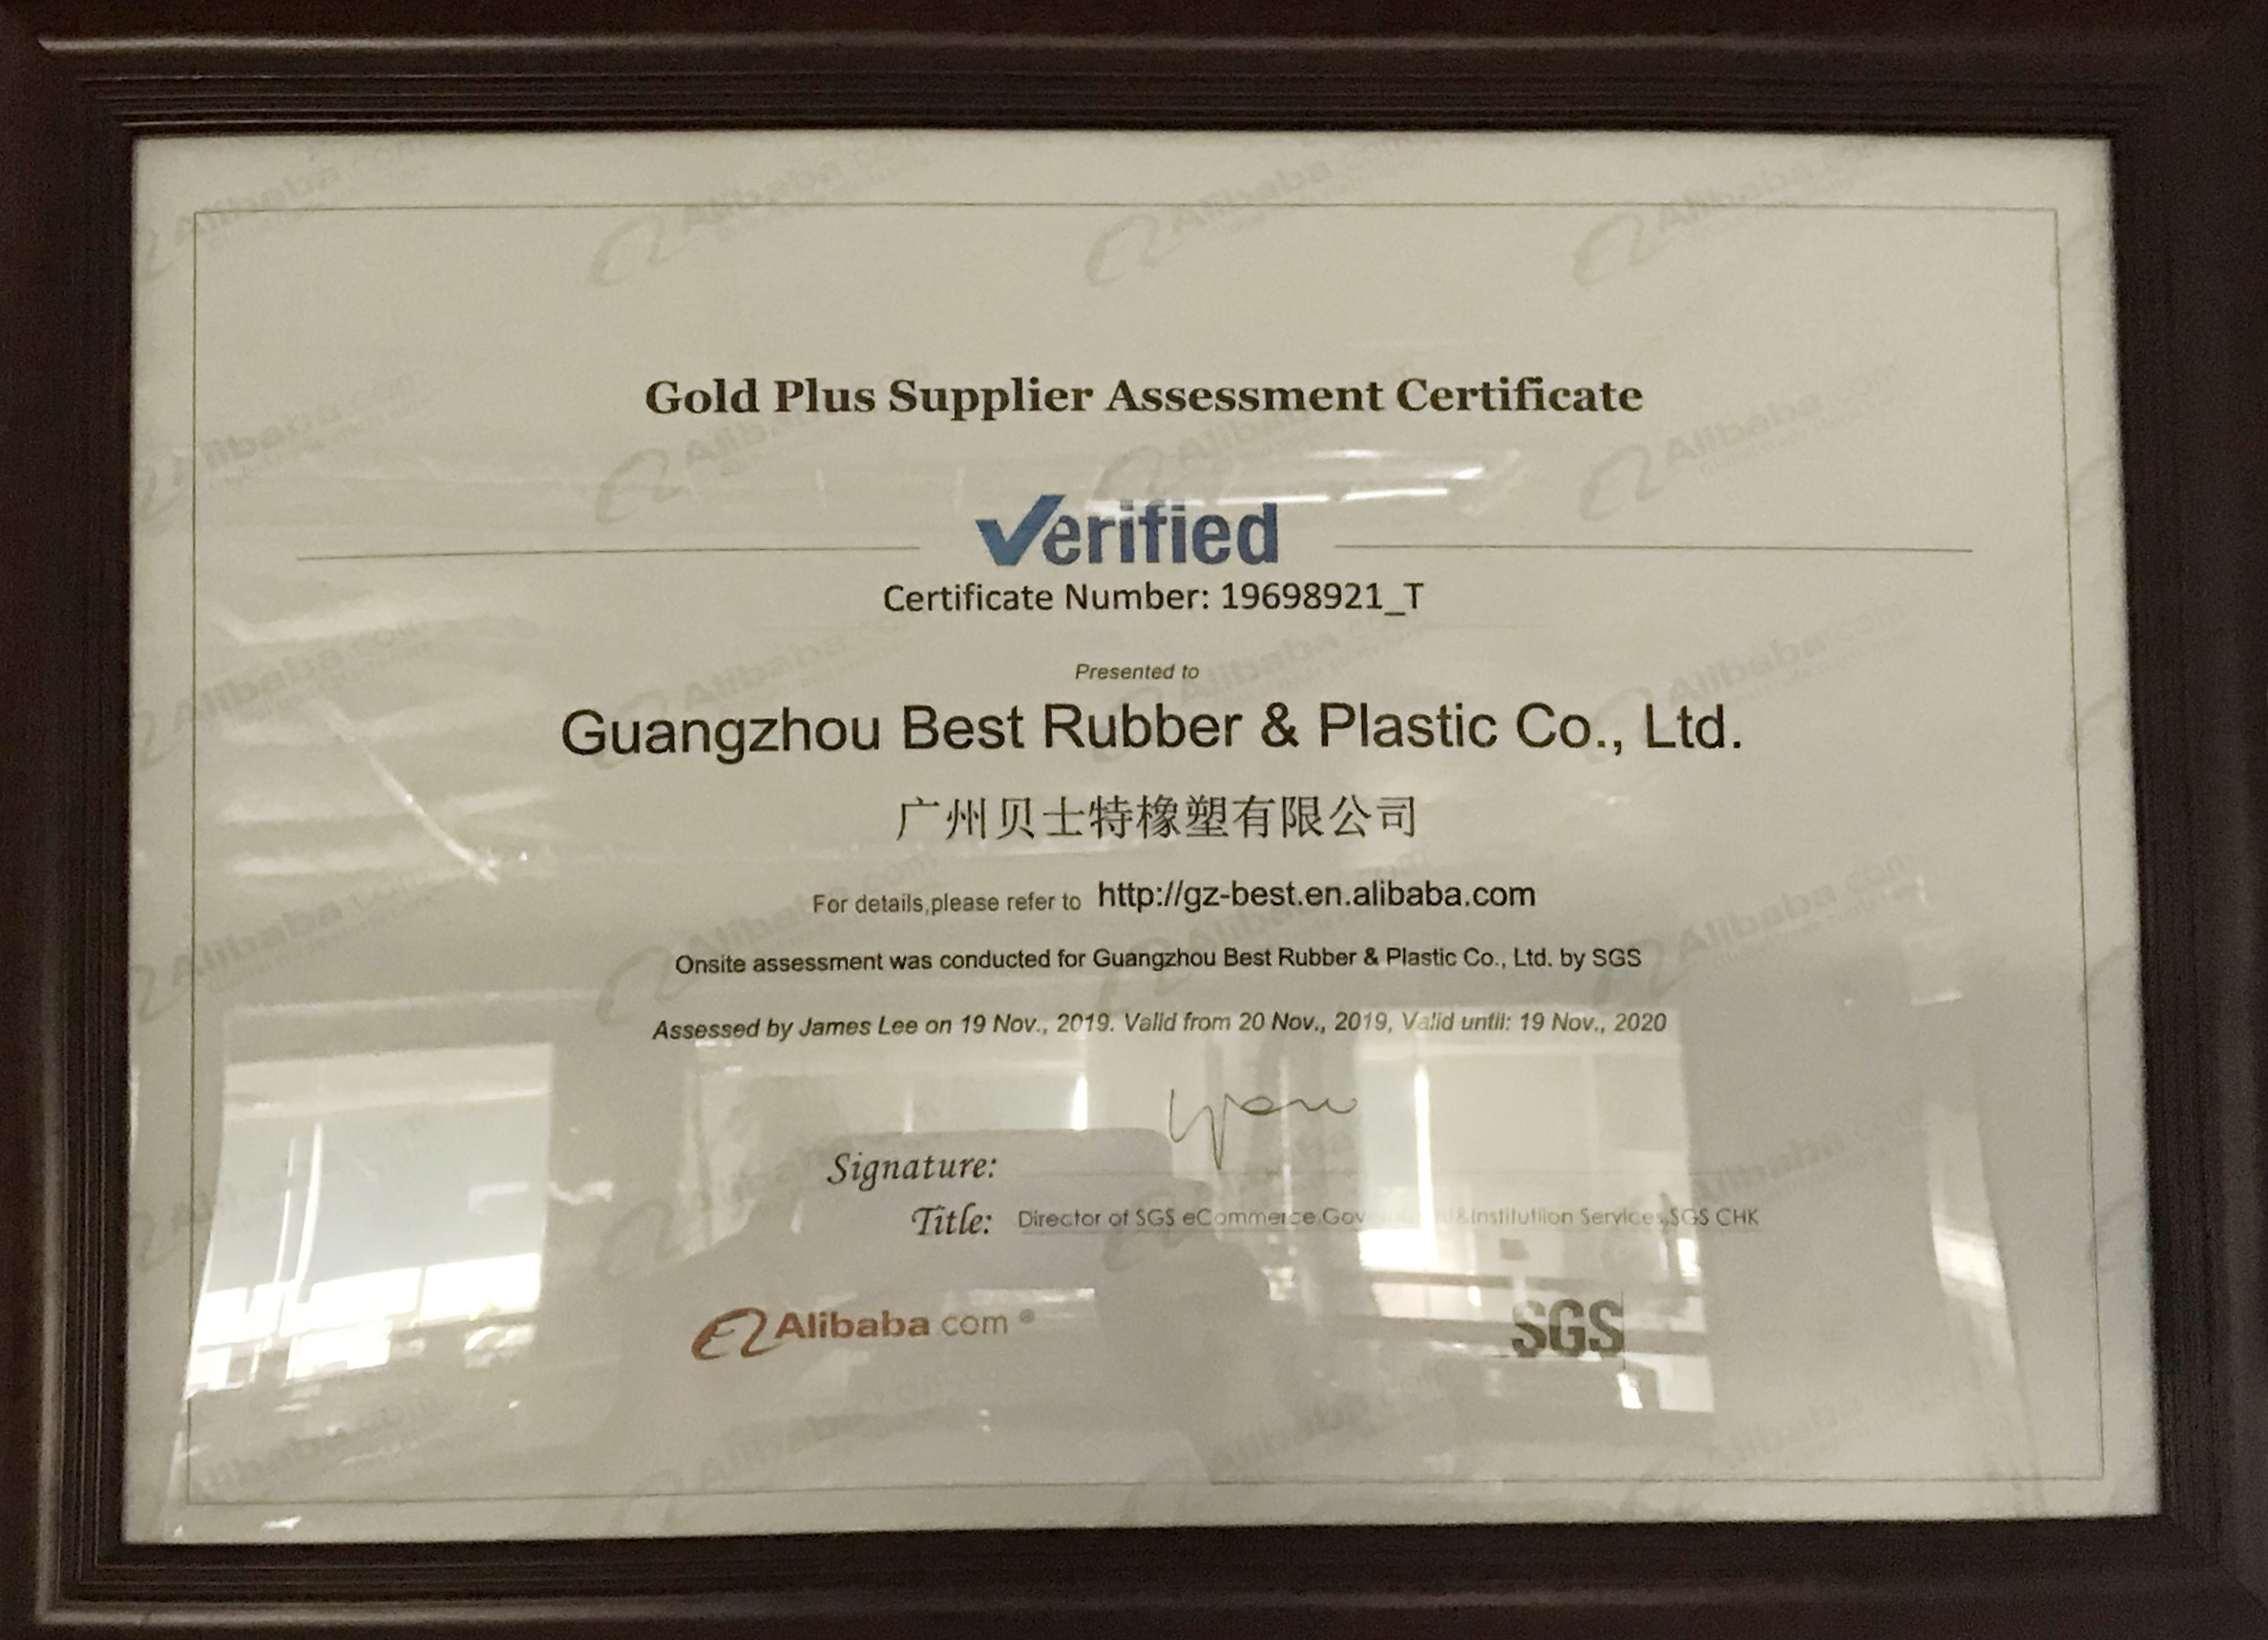 Gold Plus Supplier Assessment Certificate
Verified
Certificate Number: 19698921_T
Presented to
Guangzhou Best Rubber & Plastic Co., Ltd.
广州贝士特橡塑有限公司
For details,please refer to http://gz-best.en.alibaba.com
Onsite assessment was conducted for Guangzhou Best Rubber & Plastic Co., Ltd. by SGS
Assessed by James Lee on 19 Nov., 2019. Valid from 20 Nov., 2019, Valid until: 19 Nov., 2020
Signature:
Title: Director of SGS eCommerce,&Institutiion Services,SGS CHK
Alibaba.com®
SGS